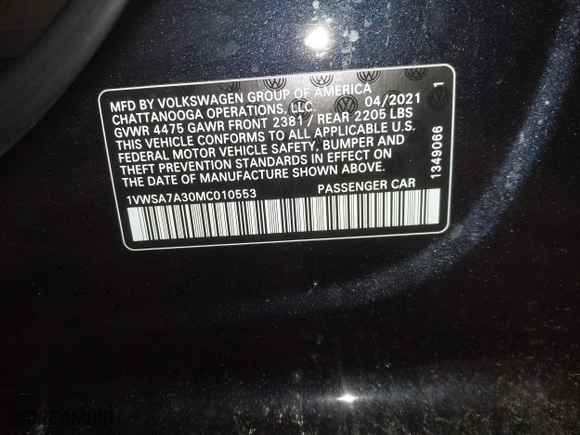 MFD BY VOLKSWAGEN GROUP OF AMERICA
CHATTANOOGA OPERATIONS, LLC. 04/2021
GVWR 4475 GAWR FRONT 2381 / REAR 2205 LBS
THIS VEHICLE CONFORMS TO ALL APPLICABLE U.S.
FEDERAL MOTOR VEHICLE SAFETY, BUMPER AND
THEFT PREVENTION STANDARDS IN EFFECT ON
THE DATE OF MANUFACTURE SHOWN ABOVE.
1VWSA7A30MC010553 PASSENGER CAR
1349086 1